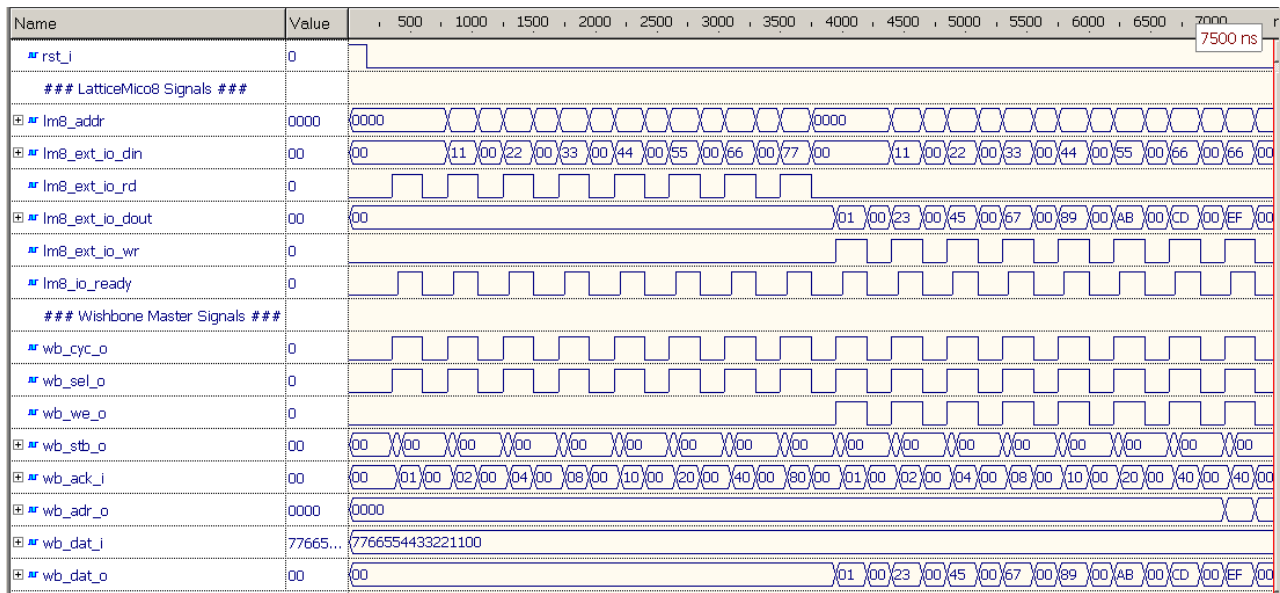 Name Value 500 1000 1500 2000 2500 3000 3500 4000 4500 5000 5500 6000 6500 7000
7500 ns
rst_i 0
### LatticeMico8 Signals ###
lm8_addr 0000 0000 0000
lm8_ext_io_din 00 00 11 00 22 00 33 00 44 00 55 00 66 00 77 00 11 00 22 00 33 00 44 00 55 00 66 00 66 00
lm8_ext_io_rd 0
lm8_ext_io_dout 00 00 01 00 23 00 45 00 67 00 89 00 AB 00 CD 00 EF 00
lm8_ext_io_wr 0
lm8_io_ready 0
### Wishbone Master Signals ###
wb_cyc_o 0
wb_sel_o 0
wb_we_o 0
wb_stb_o 00 00 00 00 00 00 00 00 00 00 00 00 00 00 00 00 00 00
wb_ack_i 00 00 01 00 02 00 04 00 08 00 10 00 20 00 40 00 80 00 01 00 02 00 04 00 08 00 10 00 20 00 40 00 40 00
wb_adr_o 0000 0000
wb_dat_i 77665... 7766554433221100
wb_dat_o 00 00 01 00 23 00 45 00 67 00 89 00 AB 00 CD 00 EF 00